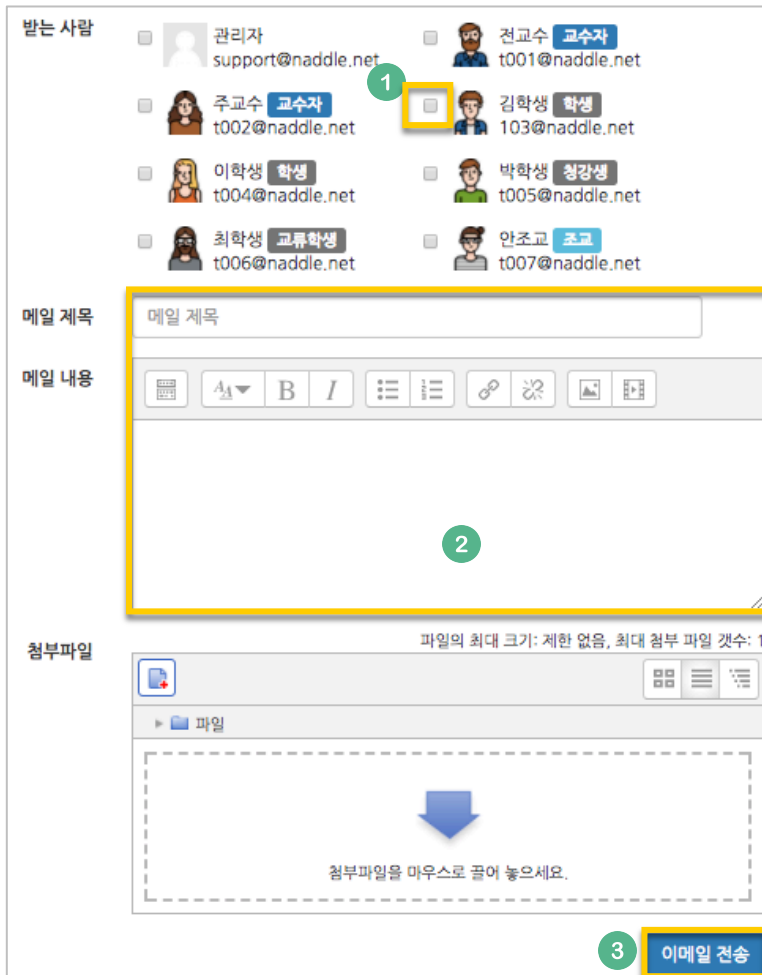 받는 사람
관리자
support@naddle.net
전교수 교수자
t001@naddle.net
1
주교수 교수자
t002@naddle.net
김학생 학생
103@naddle.net
이학생 학생
t004@naddle.net
박학생 청강생
t005@naddle.net
최학생 교류학생
t006@naddle.net
안조교 조교
t007@naddle.net
메일 제목
메일 제목
메일 내용
B I
2
파일의 최대 크기: 제한 없음, 최대 첨부 파일 갯수: 1
첨부파일
파일
첨부파일을 마우스로 끌어 놓으세요.
3 이메일 전송